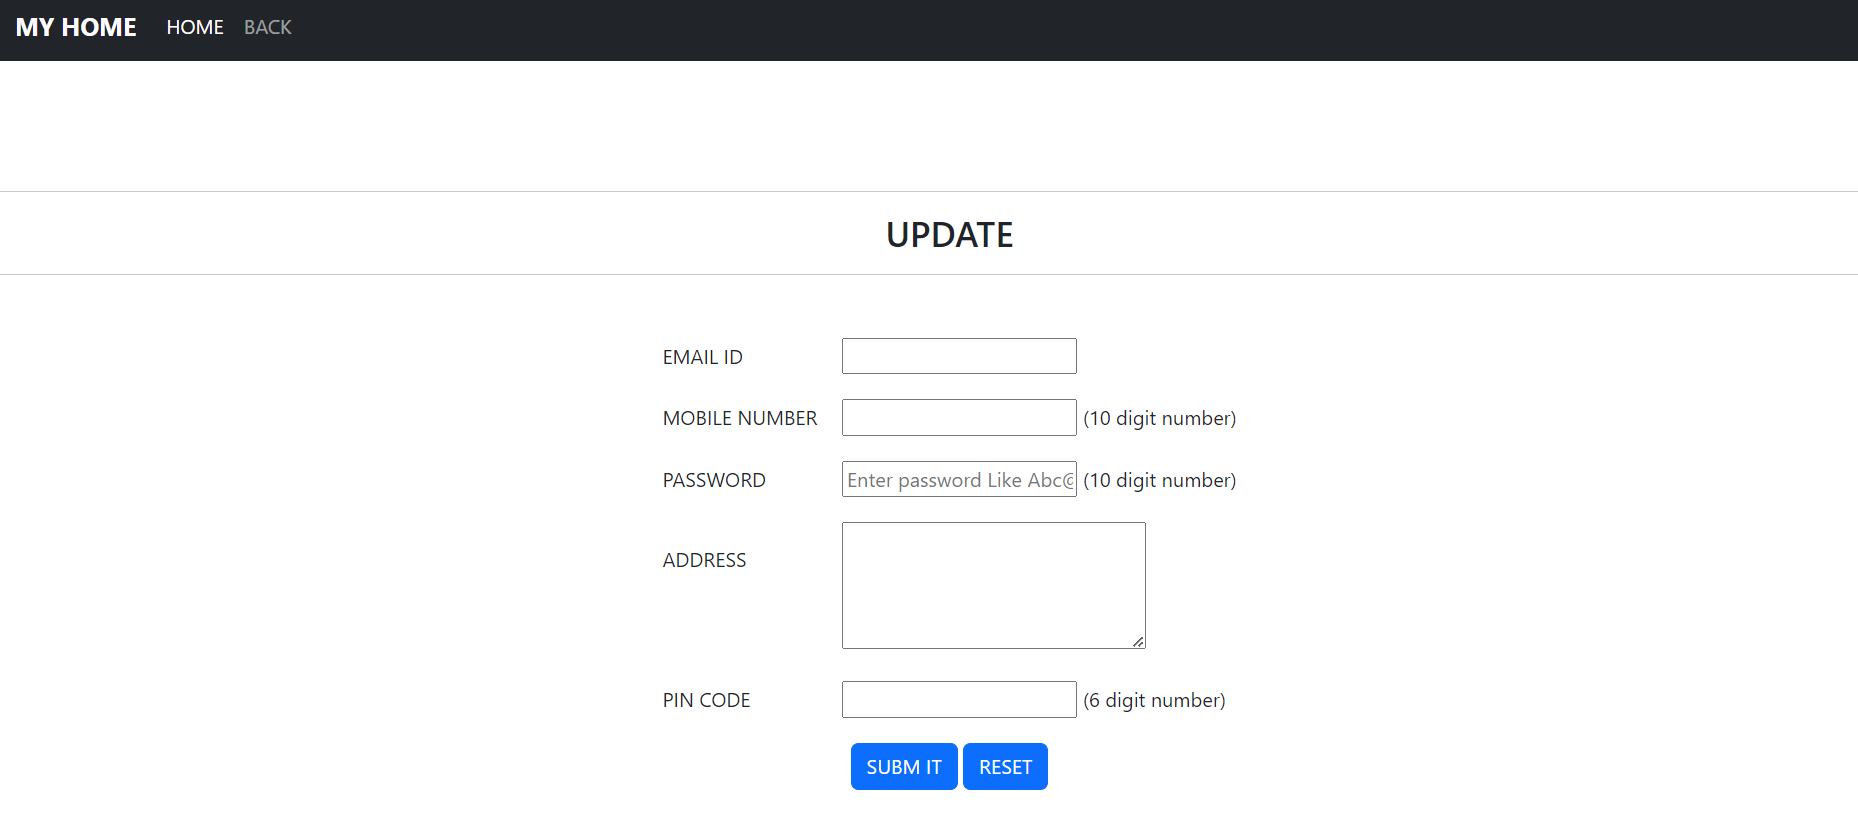 MY HOME HOME BACK
UPDATE
EMAIL ID
MOBILE NUMBER (10 digit number)
PASSWORD Enter password Like Abc@ (10 digit number)
ADDRESS
PIN CODE (6 digit number)
SUBM IT RESET